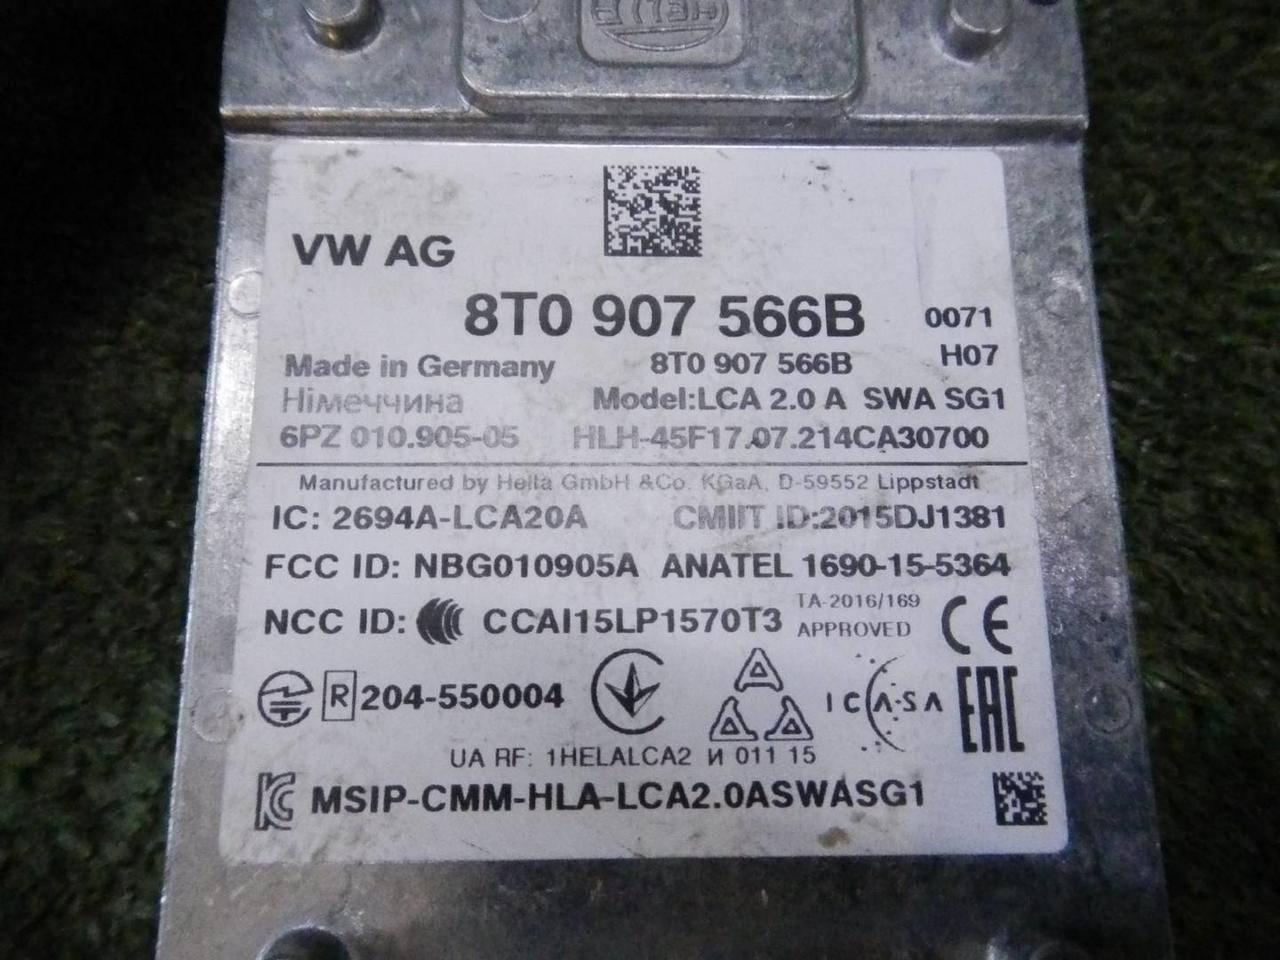 HELLA
VW AG
8T0 907 566B 0071
Made in Germany 8T0 907 566B H07
Німеччина Model:LCA 2.0 A SWA SG1
6PZ 010.905-05 HLH-45F17.07.214CA30700
Manufactured by Hella GmbH &Co. KGaA, D-59552 Lippstadt
IC: 2694A-LCA20A CMIIT ID:2015DJ1381
FCC ID: NBG010905A ANATEL 1690-15-5364
NCC ID: CCAI15LP1570T3 TA-2016/169 APPROVED CE
R 204-550004 ICASA EAC
UA RF: 1HELALCA2 И 011 15
KC MSIP-CMM-HLA-LCA2.0ASWASG1